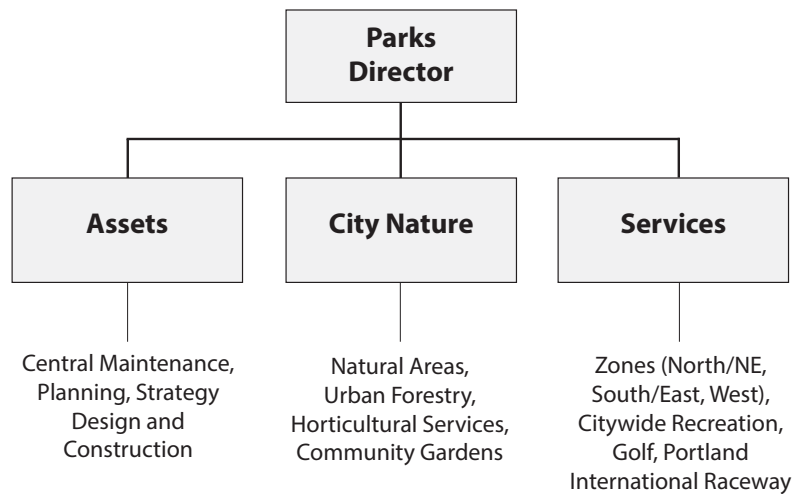 Parks
Director
Assets
City Nature
Services
Central Maintenance,
Planning, Strategy
Design and
Construction
Natural Areas,
Urban Forestry,
Horticultural Services,
Community Gardens
Zones (North/NE,
South/East, West),
Citywide Recreation,
Golf, Portland
International Raceway